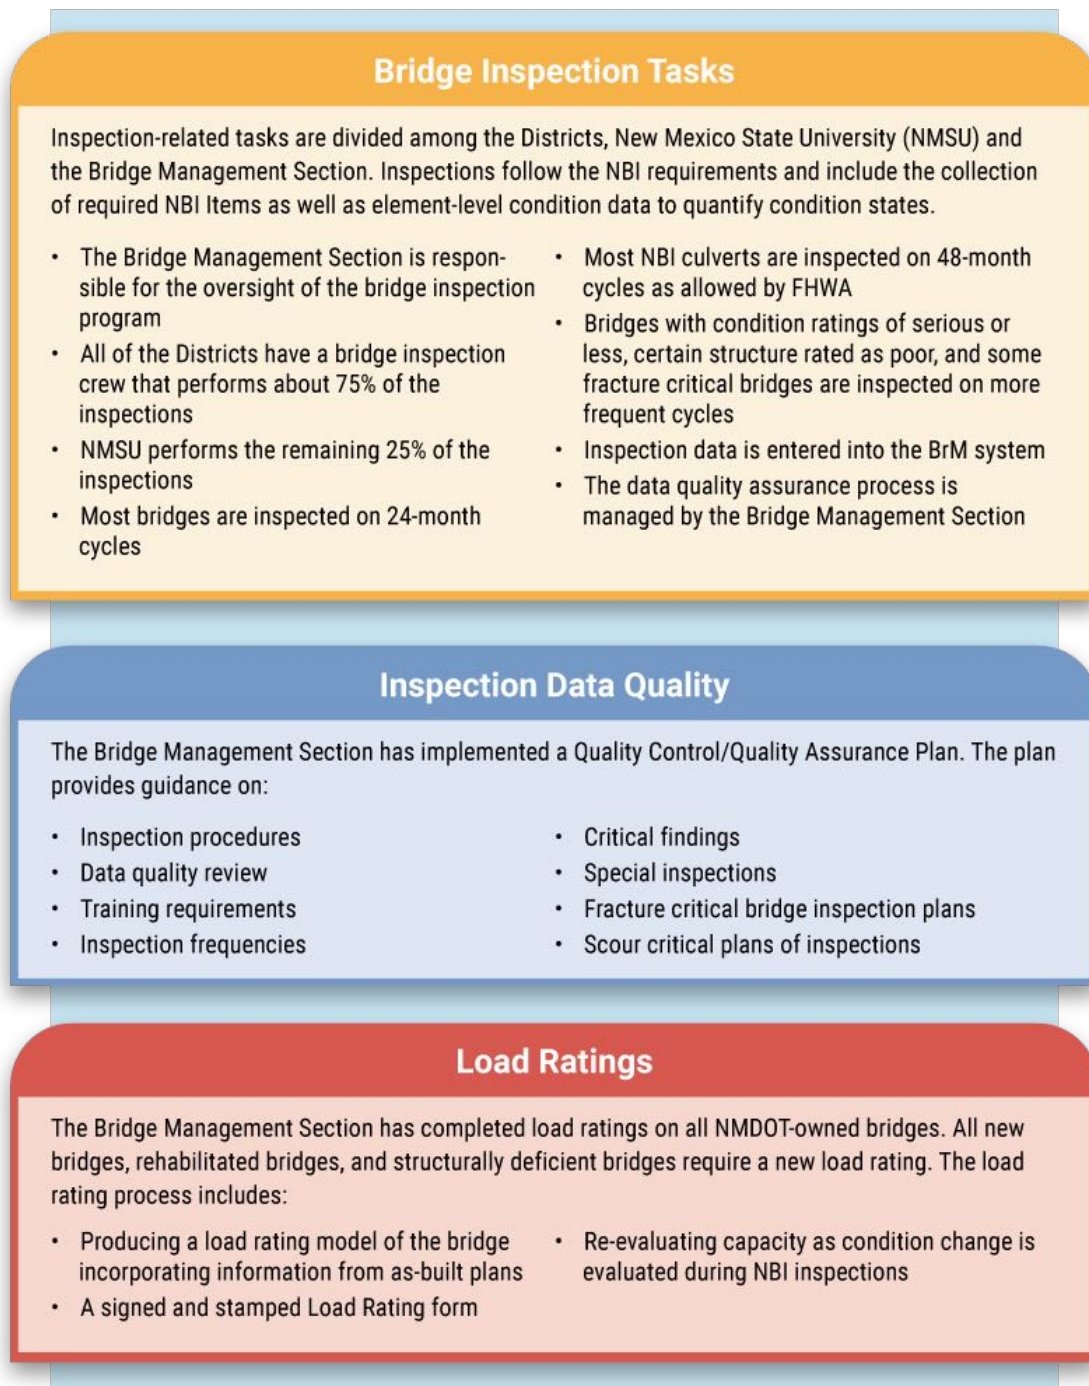 Bridge Inspection Tasks
Inspection-related tasks are divided among the Districts, New Mexico State University (NMSU) and
the Bridge Management Section. Inspections follow the NBI requirements and include the collection
of required NBI Items as well as element-level condition data to quantify condition states.
• The Bridge Management Section is respon-
sible for the oversight of the bridge inspection
program
• All of the Districts have a bridge inspection
crew that performs about 75% of the
inspections
• NMSU performs the remaining 25% of the
inspections
• Most bridges are inspected on 24-month
cycles
• Most NBI culverts are inspected on 48-month
cycles as allowed by FHWA
• Bridges with condition ratings of serious or
less, certain structure rated as poor, and some
fracture critical bridges are inspected on more
frequent cycles
• Inspection data is entered into the BrM system
• The data quality assurance process is
managed by the Bridge Management Section
Inspection Data Quality
The Bridge Management Section has implemented a Quality Control/Quality Assurance Plan. The plan
provides guidance on:
• Inspection procedures
• Data quality review
• Training requirements
• Inspection frequencies
• Critical findings
• Special inspections
• Fracture critical bridge inspection plans
• Scour critical plans of inspections
Load Ratings
The Bridge Management Section has completed load ratings on all NMDOT-owned bridges. All new
bridges, rehabilitated bridges, and structurally deficient bridges require a new load rating. The load
rating process includes:
• Producing a load rating model of the bridge
incorporating information from as-built plans
• A signed and stamped Load Rating form
• Re-evaluating capacity as condition change is
evaluated during NBI inspections